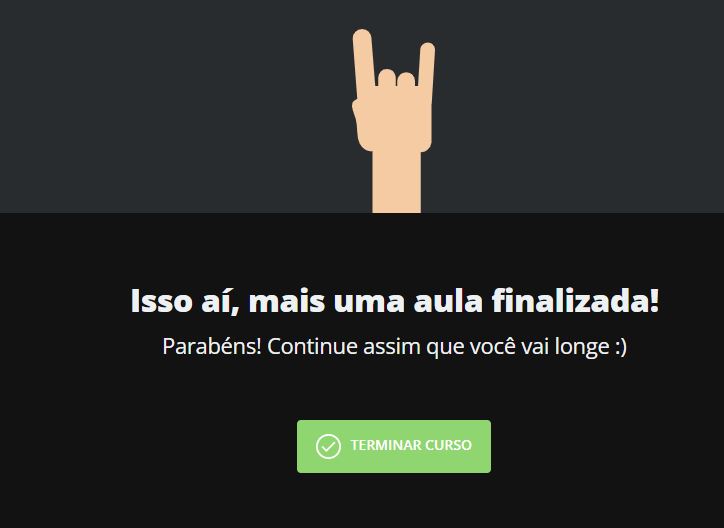 Isso aí, mais uma aula finalizada!
Parabéns! Continue assim que você vai longe :)
TERMINAR CURSO